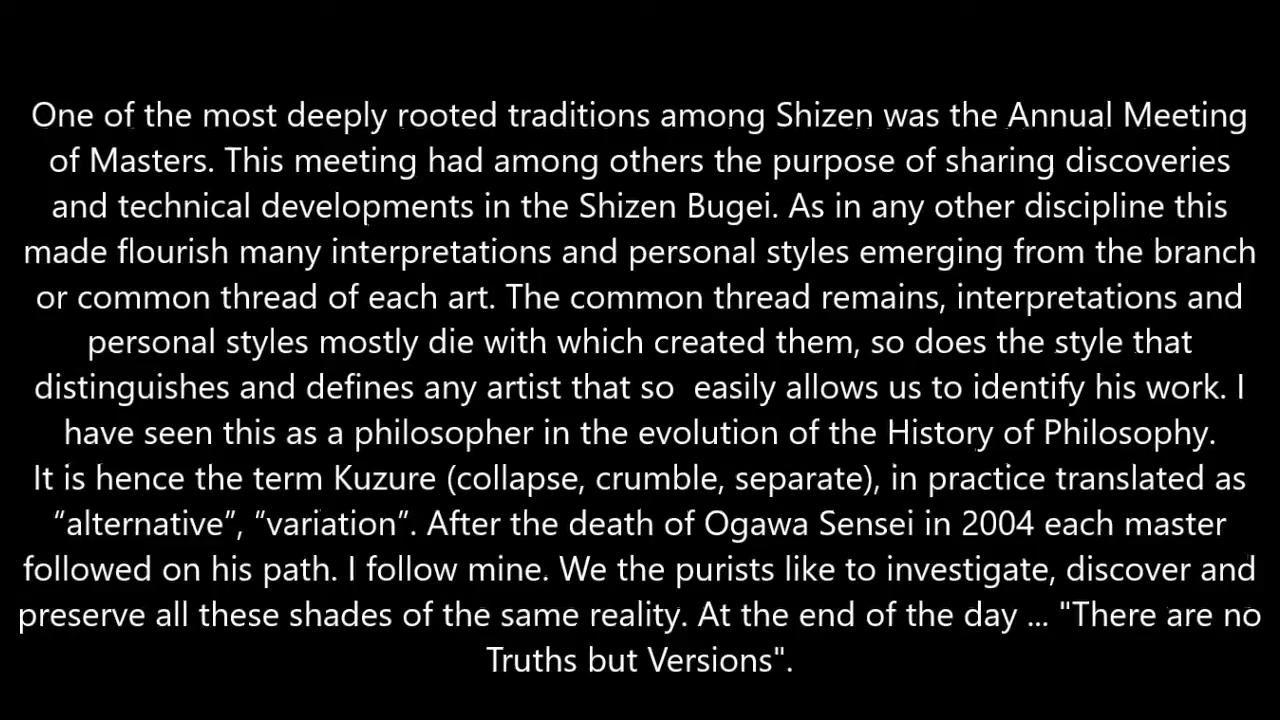 One of the most deeply rooted traditions among Shizen was the Annual Meeting
of Masters. This meeting had among others the purpose of sharing discoveries
and technical developments in the Shizen Bugei. As in any other discipline this
made flourish many interpretations and personal styles emerging from the branch
or common thread of each art. The common thread remains, interpretations and
personal styles mostly die with which created them, so does the style that
distinguishes and defines any artist that so  easily allows us to identify his work. I
have seen this as a philosopher in the evolution of the History of Philosophy.
It is hence the term Kuzure (collapse, crumble, separate), in practice translated as
“alternative”, “variation”. After the death of Ogawa Sensei in 2004 each master
followed on his path. I follow mine. We the purists like to investigate, discover and
preserve all these shades of the same reality. At the end of the day ... "There are no
Truths but Versions".